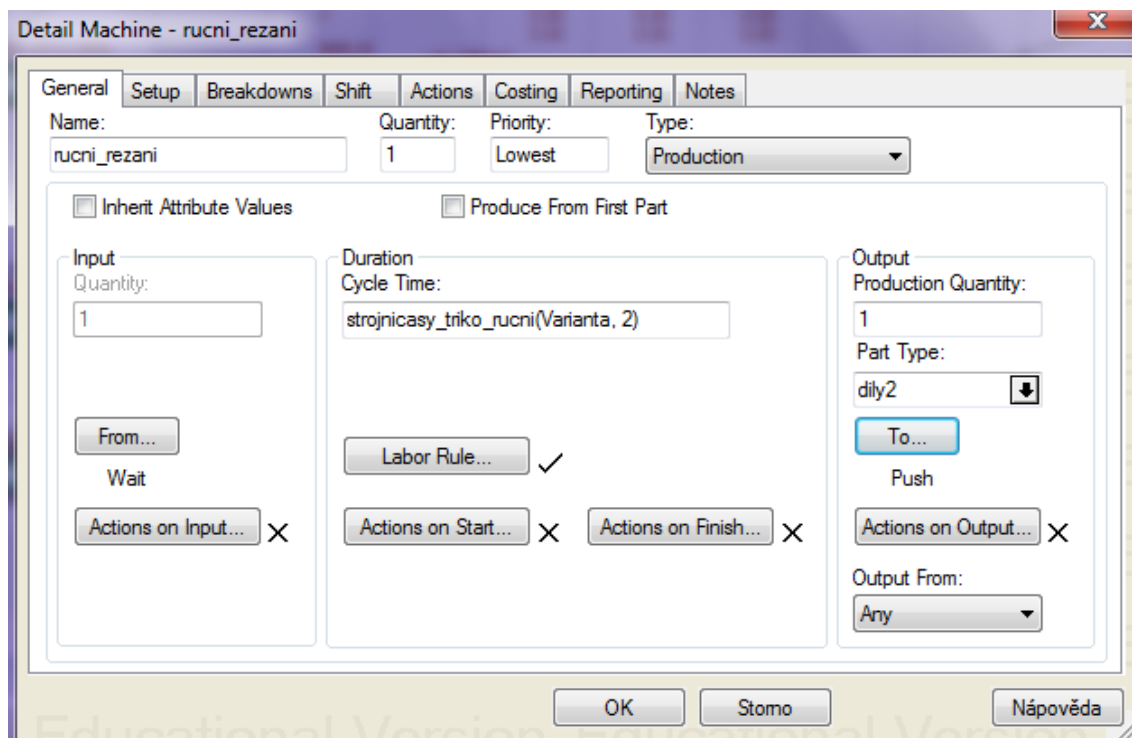 Detail Machine - rucni_rezani
General Setup Breakdowns Shift Actions Costing Reporting Notes
Name: Quantity: Priority: Type:
rucni_rezani 1 Lowest Production
Inherit Attribute Values Produce From First Part
Input Duration Output
Quantity: Cycle Time: Production Quantity:
1 strojnicasy_triko_rucni(Varianta, 2) 1
Part Type:
dily2
From... Labor Rule... To...
Wait Push
Actions on Input... Actions on Start... Actions on Finish... Actions on Output...
Output From:
Any
OK Storno Nápověda
Educational Version Educational Version